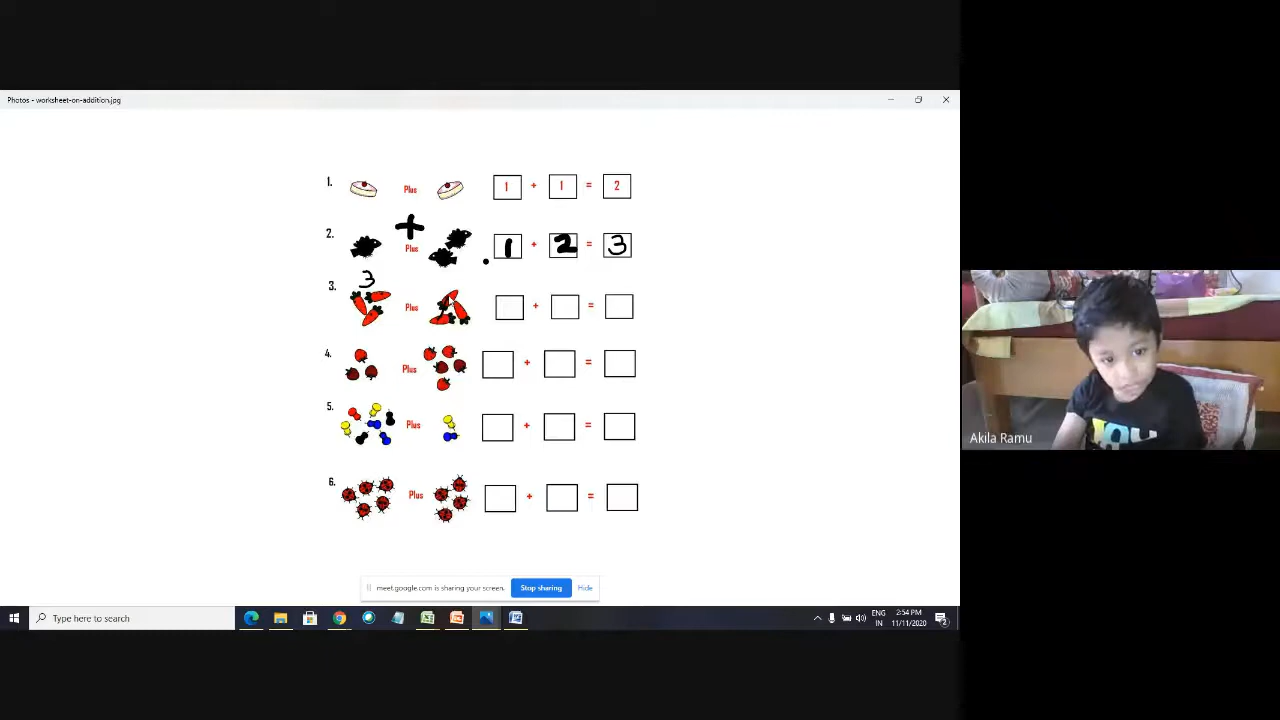 Photos - worksheet-on-addition.jpg
1. Plus 1 + 1 = 2
+
2. Plus .1 + 2 = 3
3
3. Plus + =
4. Plus + =
5. Plus + =
6. Plus + =
Akila Ramu
meet.google.com is sharing your screen. Stop sharing Hide
Type here to search
ENG 2:54 PM
IN 11/11/2020 2